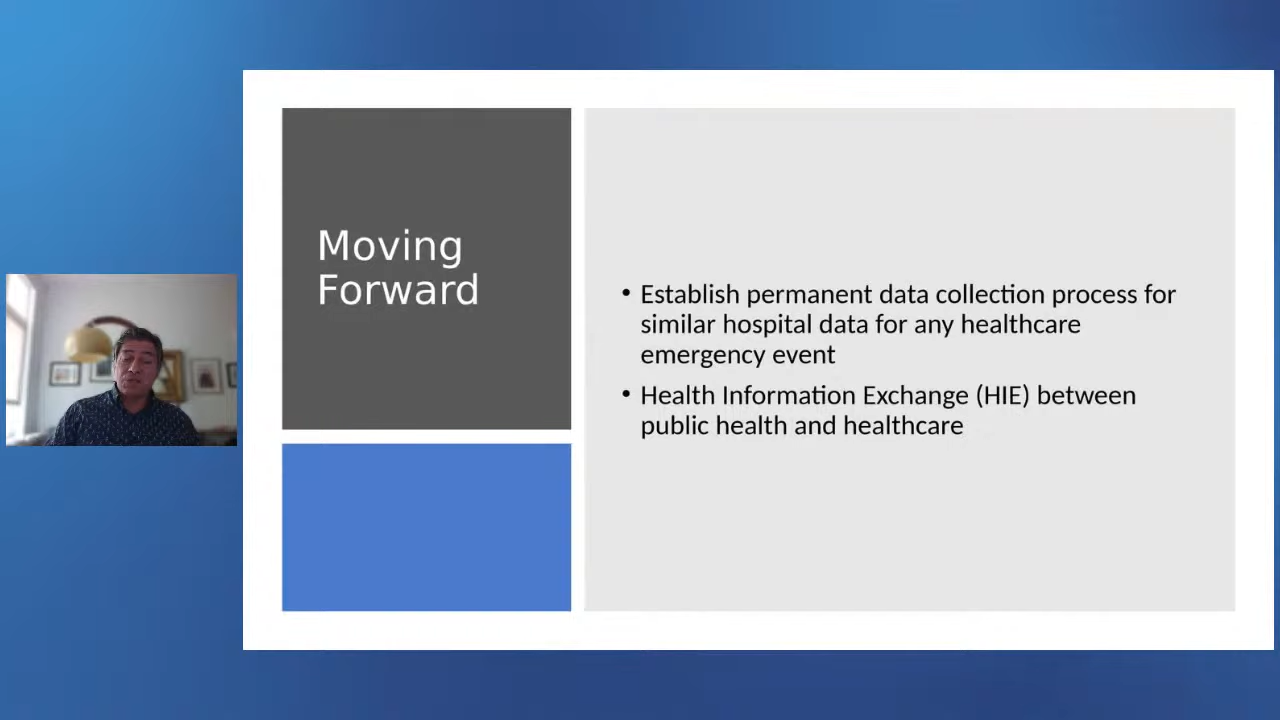 Moving
Forward
• Establish permanent data collection process for
similar hospital data for any healthcare
emergency event
• Health Information Exchange (HIE) between
public health and healthcare